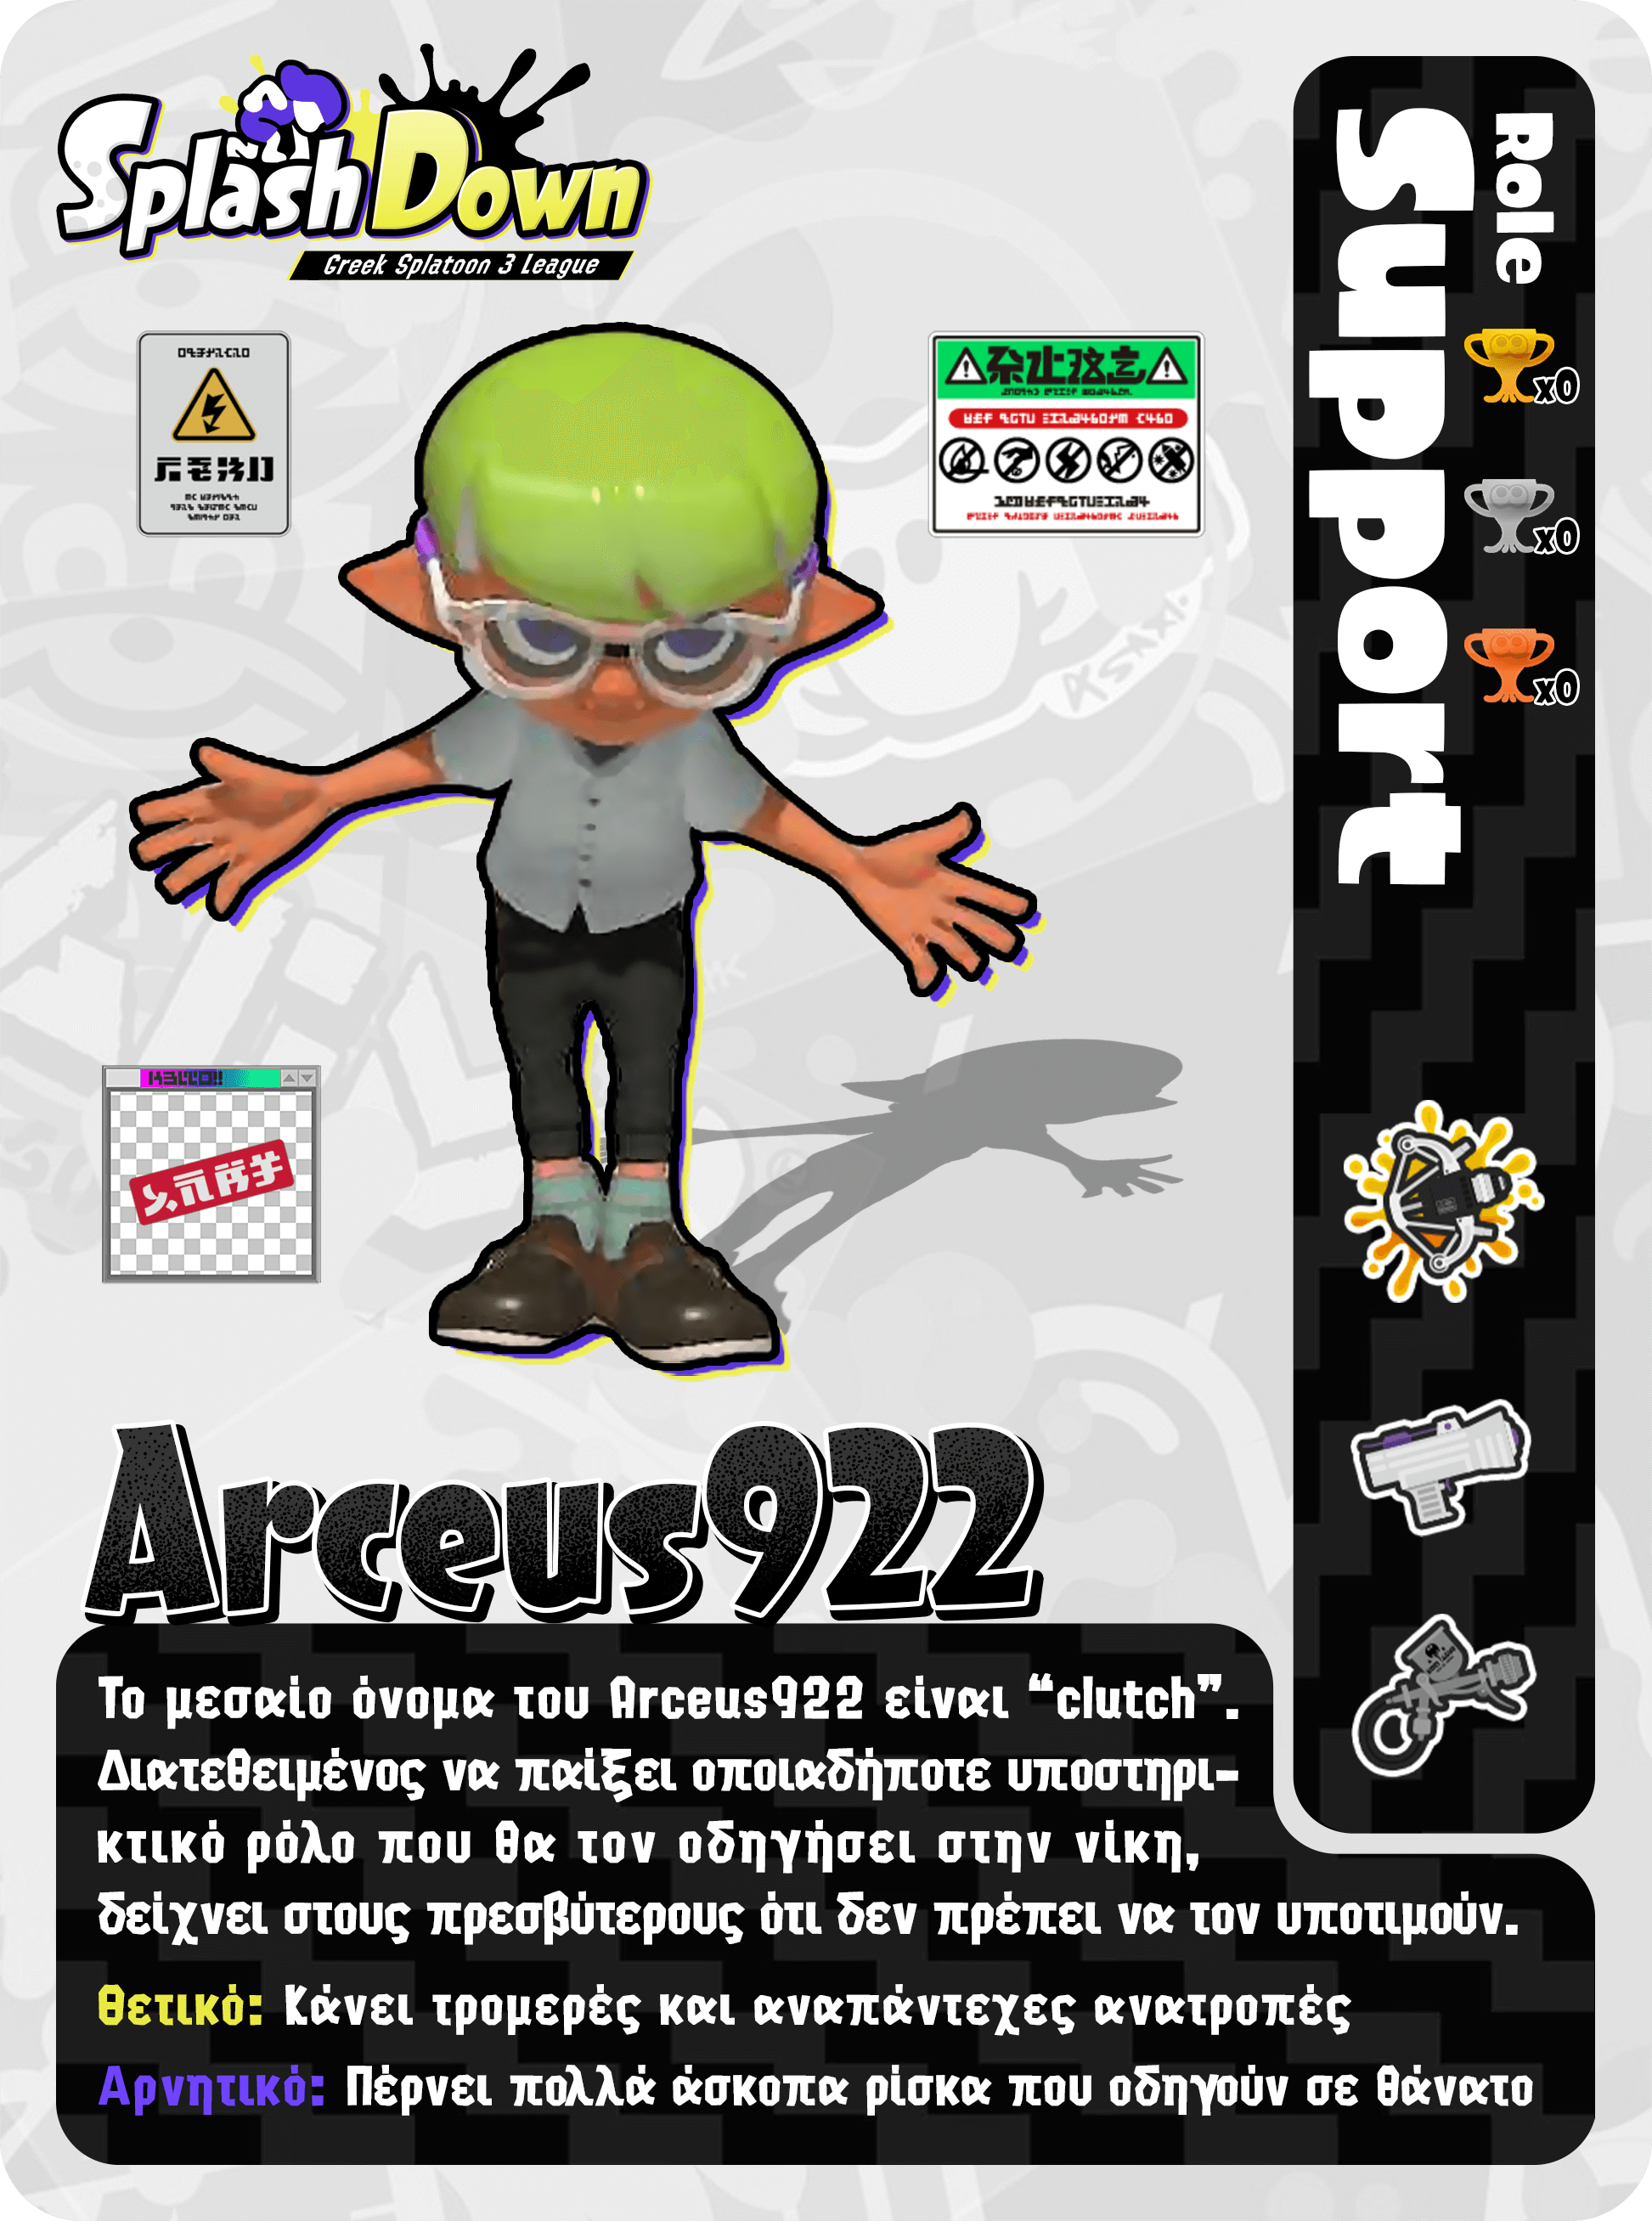 Splash Down
Greek Splatoon 3 League
Role
Support
x0
x0
x0
Arceus922
Το μεσαίο όνομα του Arceus922 είναι “clutch”.
Διατεθειμένος να παίξει οποιαδήποτε υποστηρι-
κτικό ρόλο που θα τον οδηγήσει στην νίκη,
δείχνει στους πρεσβύτερους ότι δεν πρέπει να τον υποτιμούν.
Θετικό: Κάνει τρομερές και αναπάντεχες ανατροπές
Αρνητικό: Πέρνει πολλά άσκοπα ρίσκα που οδηγούν σε θάνατο